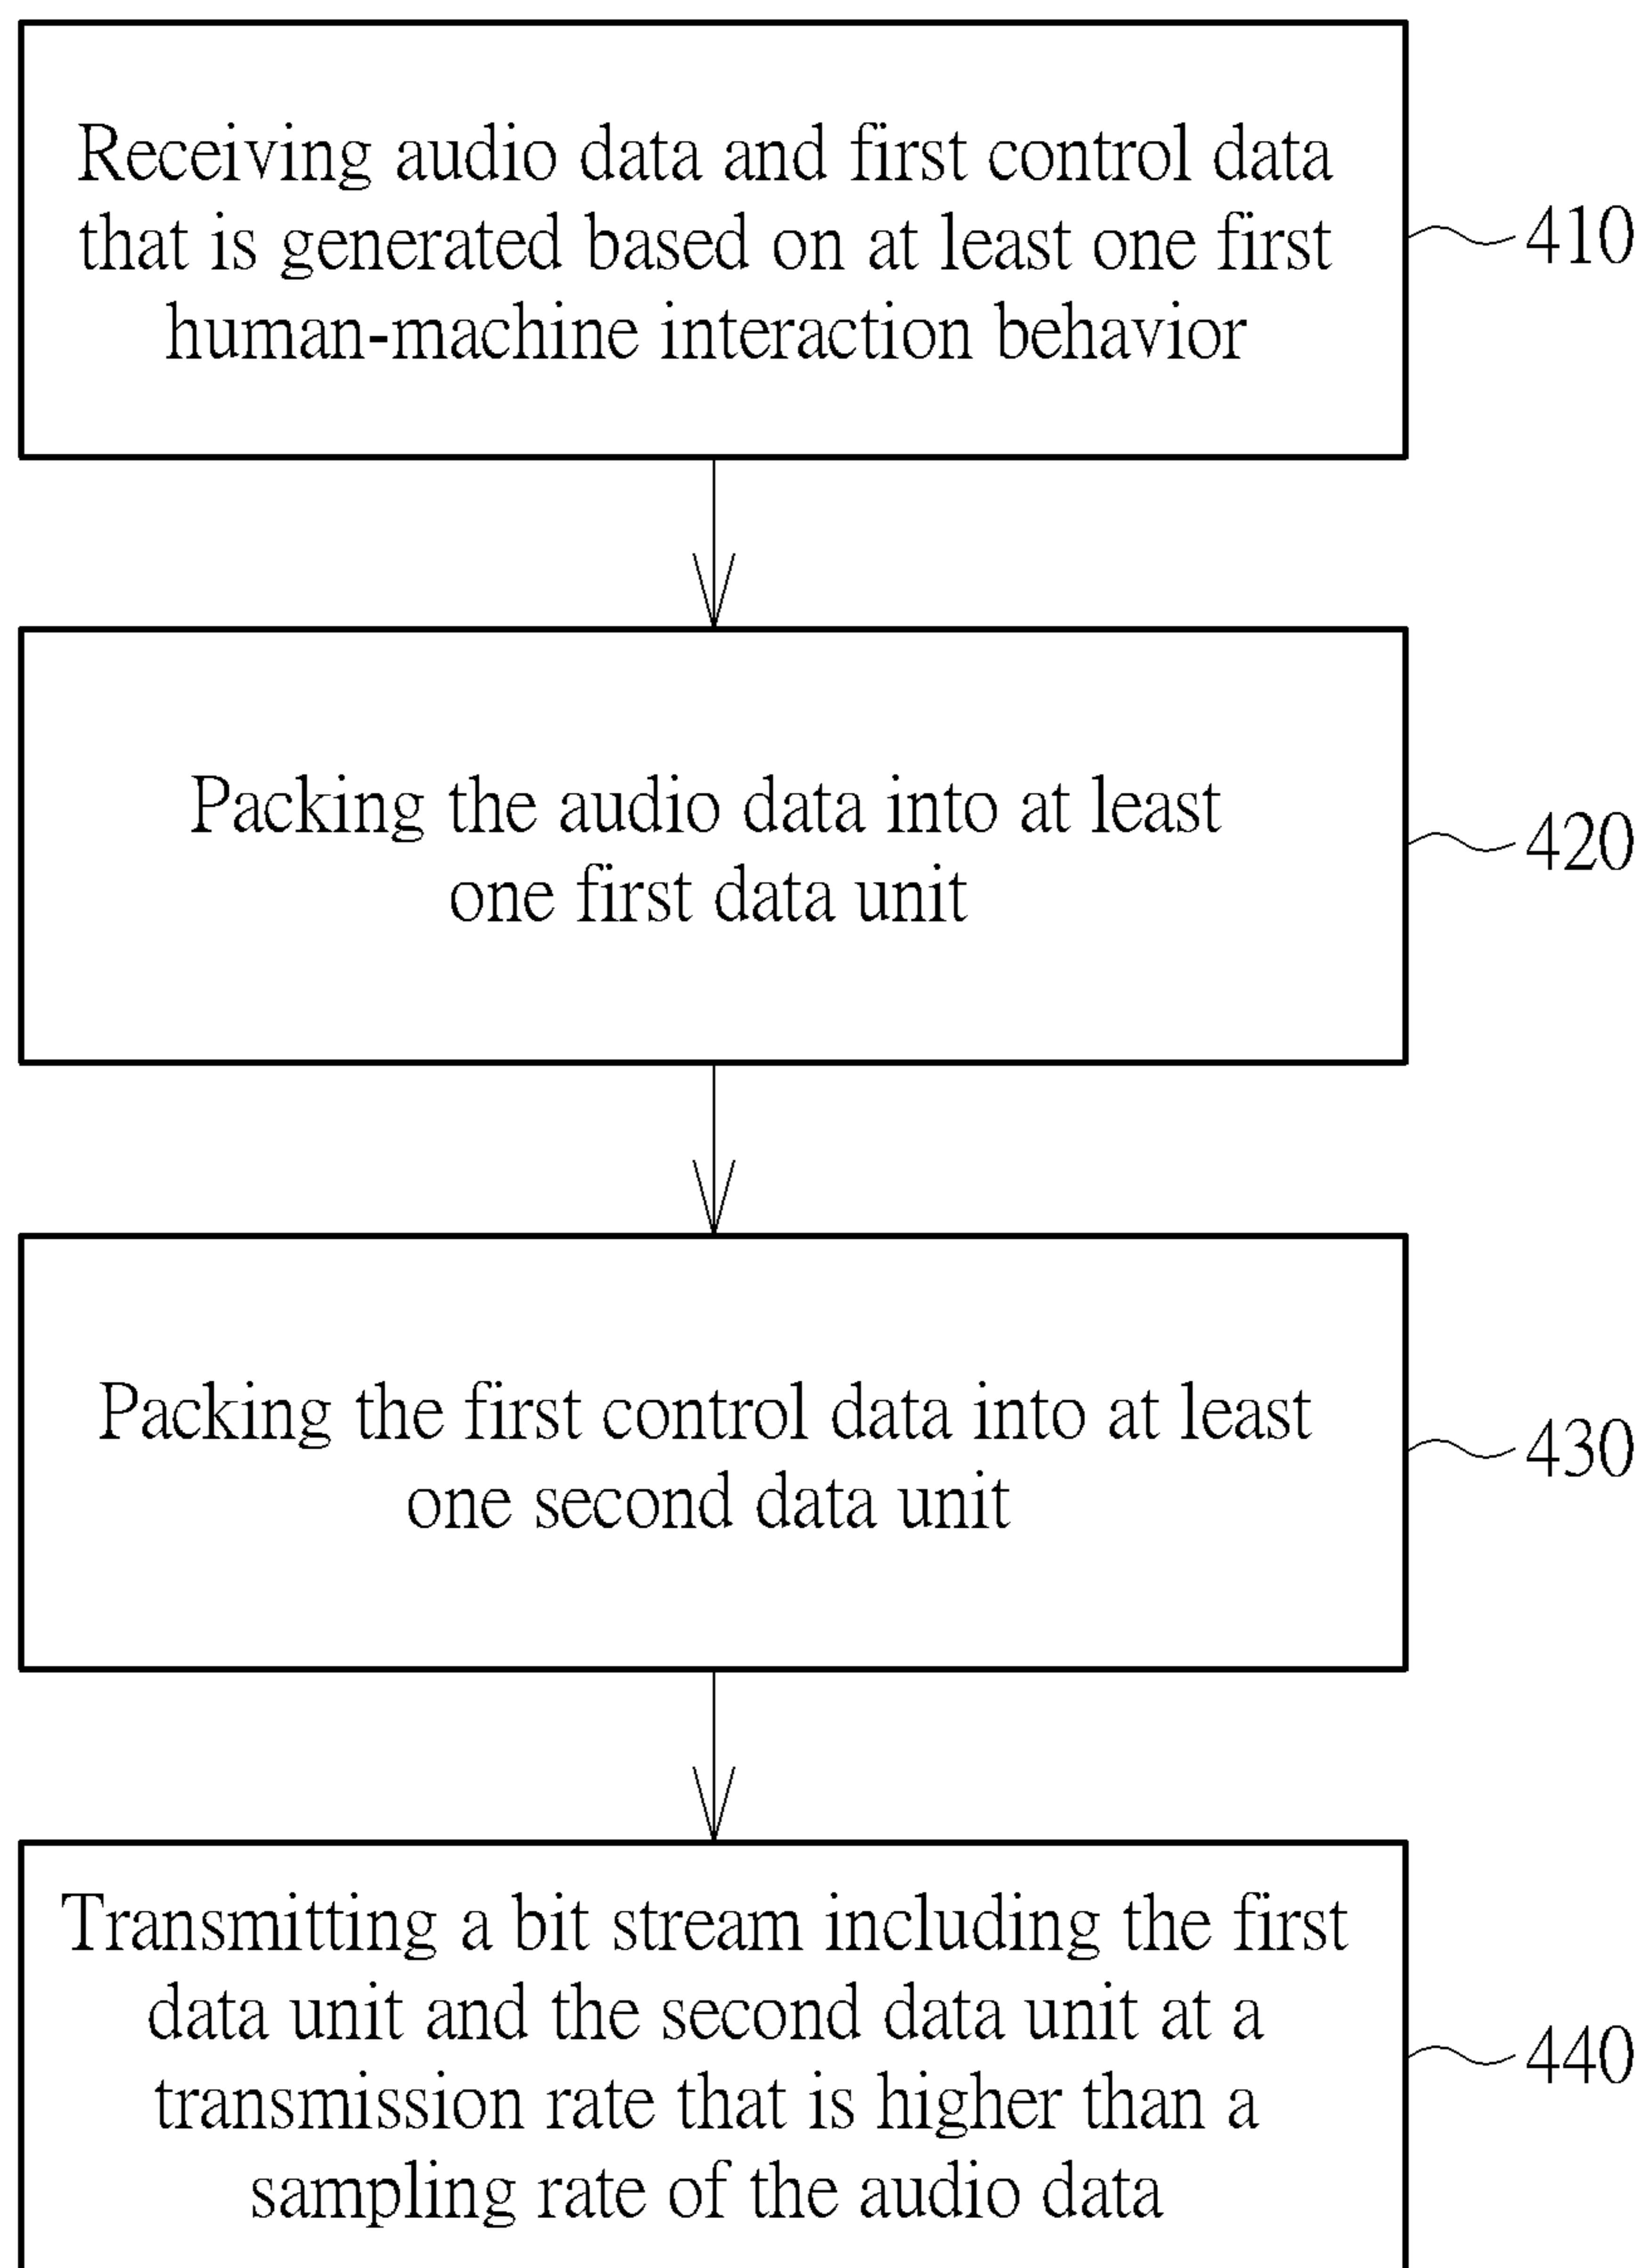 Receiving audio data and first control data
that is generated based on at least one first
human-machine interaction behavior
410
Packing the audio data into at least
one first data unit
420
Packing the first control data into at least
one second data unit
430
Transmitting a bit stream including the first
data unit and the second data unit at a
transmission rate that is higher than a
sampling rate of the audio data
440